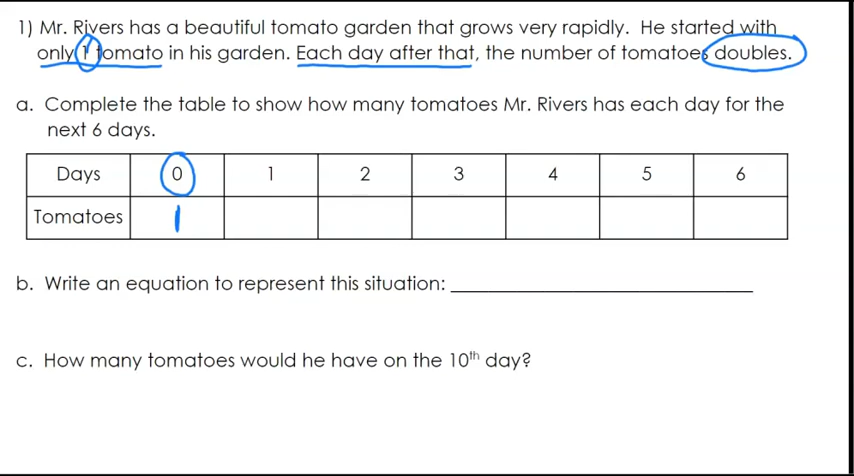 1) Mr. Rivers has a beautiful tomato garden that grows very rapidly. He started with
only 1 tomato in his garden. Each day after that, the number of tomatoes doubles.
a. Complete the table to show how many tomatoes Mr. Rivers has each day for the
next 6 days.
Days 0 1 2 3 4 5 6
Tomatoes 1
b. Write an equation to represent this situation: ____________________
c. How many tomatoes would he have on the 10th day?